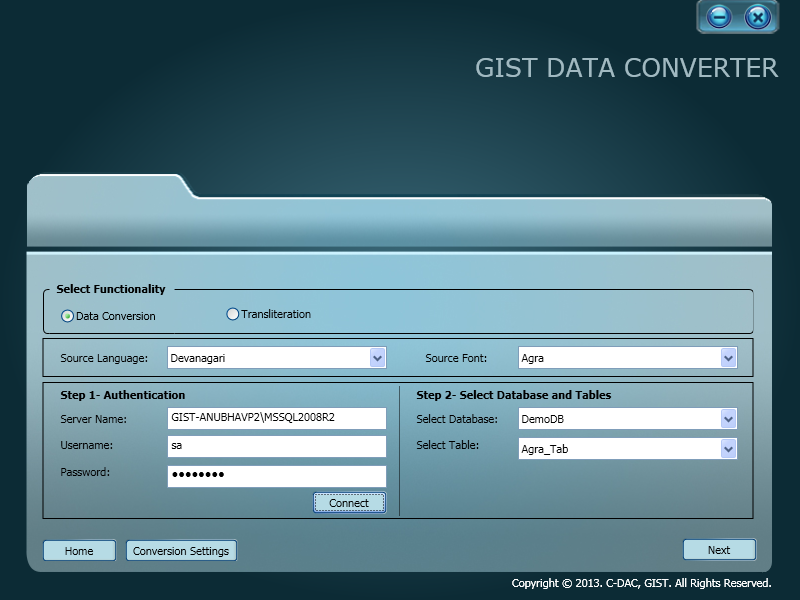 GIST DATA CONVERTER
Select Functionality
Data Conversion Transliteration
Source Language: Devanagari Source Font: Agra
Step 1- Authentication
Server Name: GIST-ANUBHAVP2\MSSQL2008R2
Username: sa
Password: ●●●●●●●●
Connect
Step 2- Select Database and Tables
Select Database: DemoDB
Select Table: Agra_Tab
Home Conversion Settings Next
Copyright © 2013. C-DAC, GIST. All Rights Reserved.